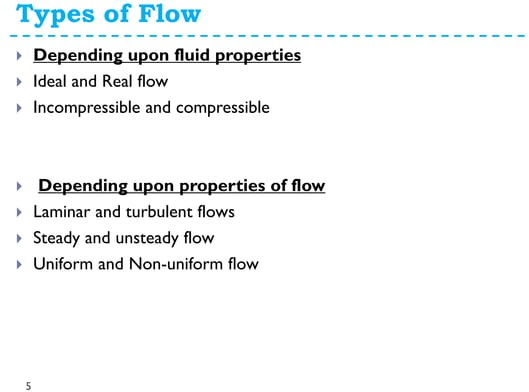 Types of Flow
Depending upon fluid properties
Ideal and Real flow
Incompressible and compressible
Depending upon properties of flow
Laminar and turbulent flows
Steady and unsteady flow
Uniform and Non-uniform flow
5